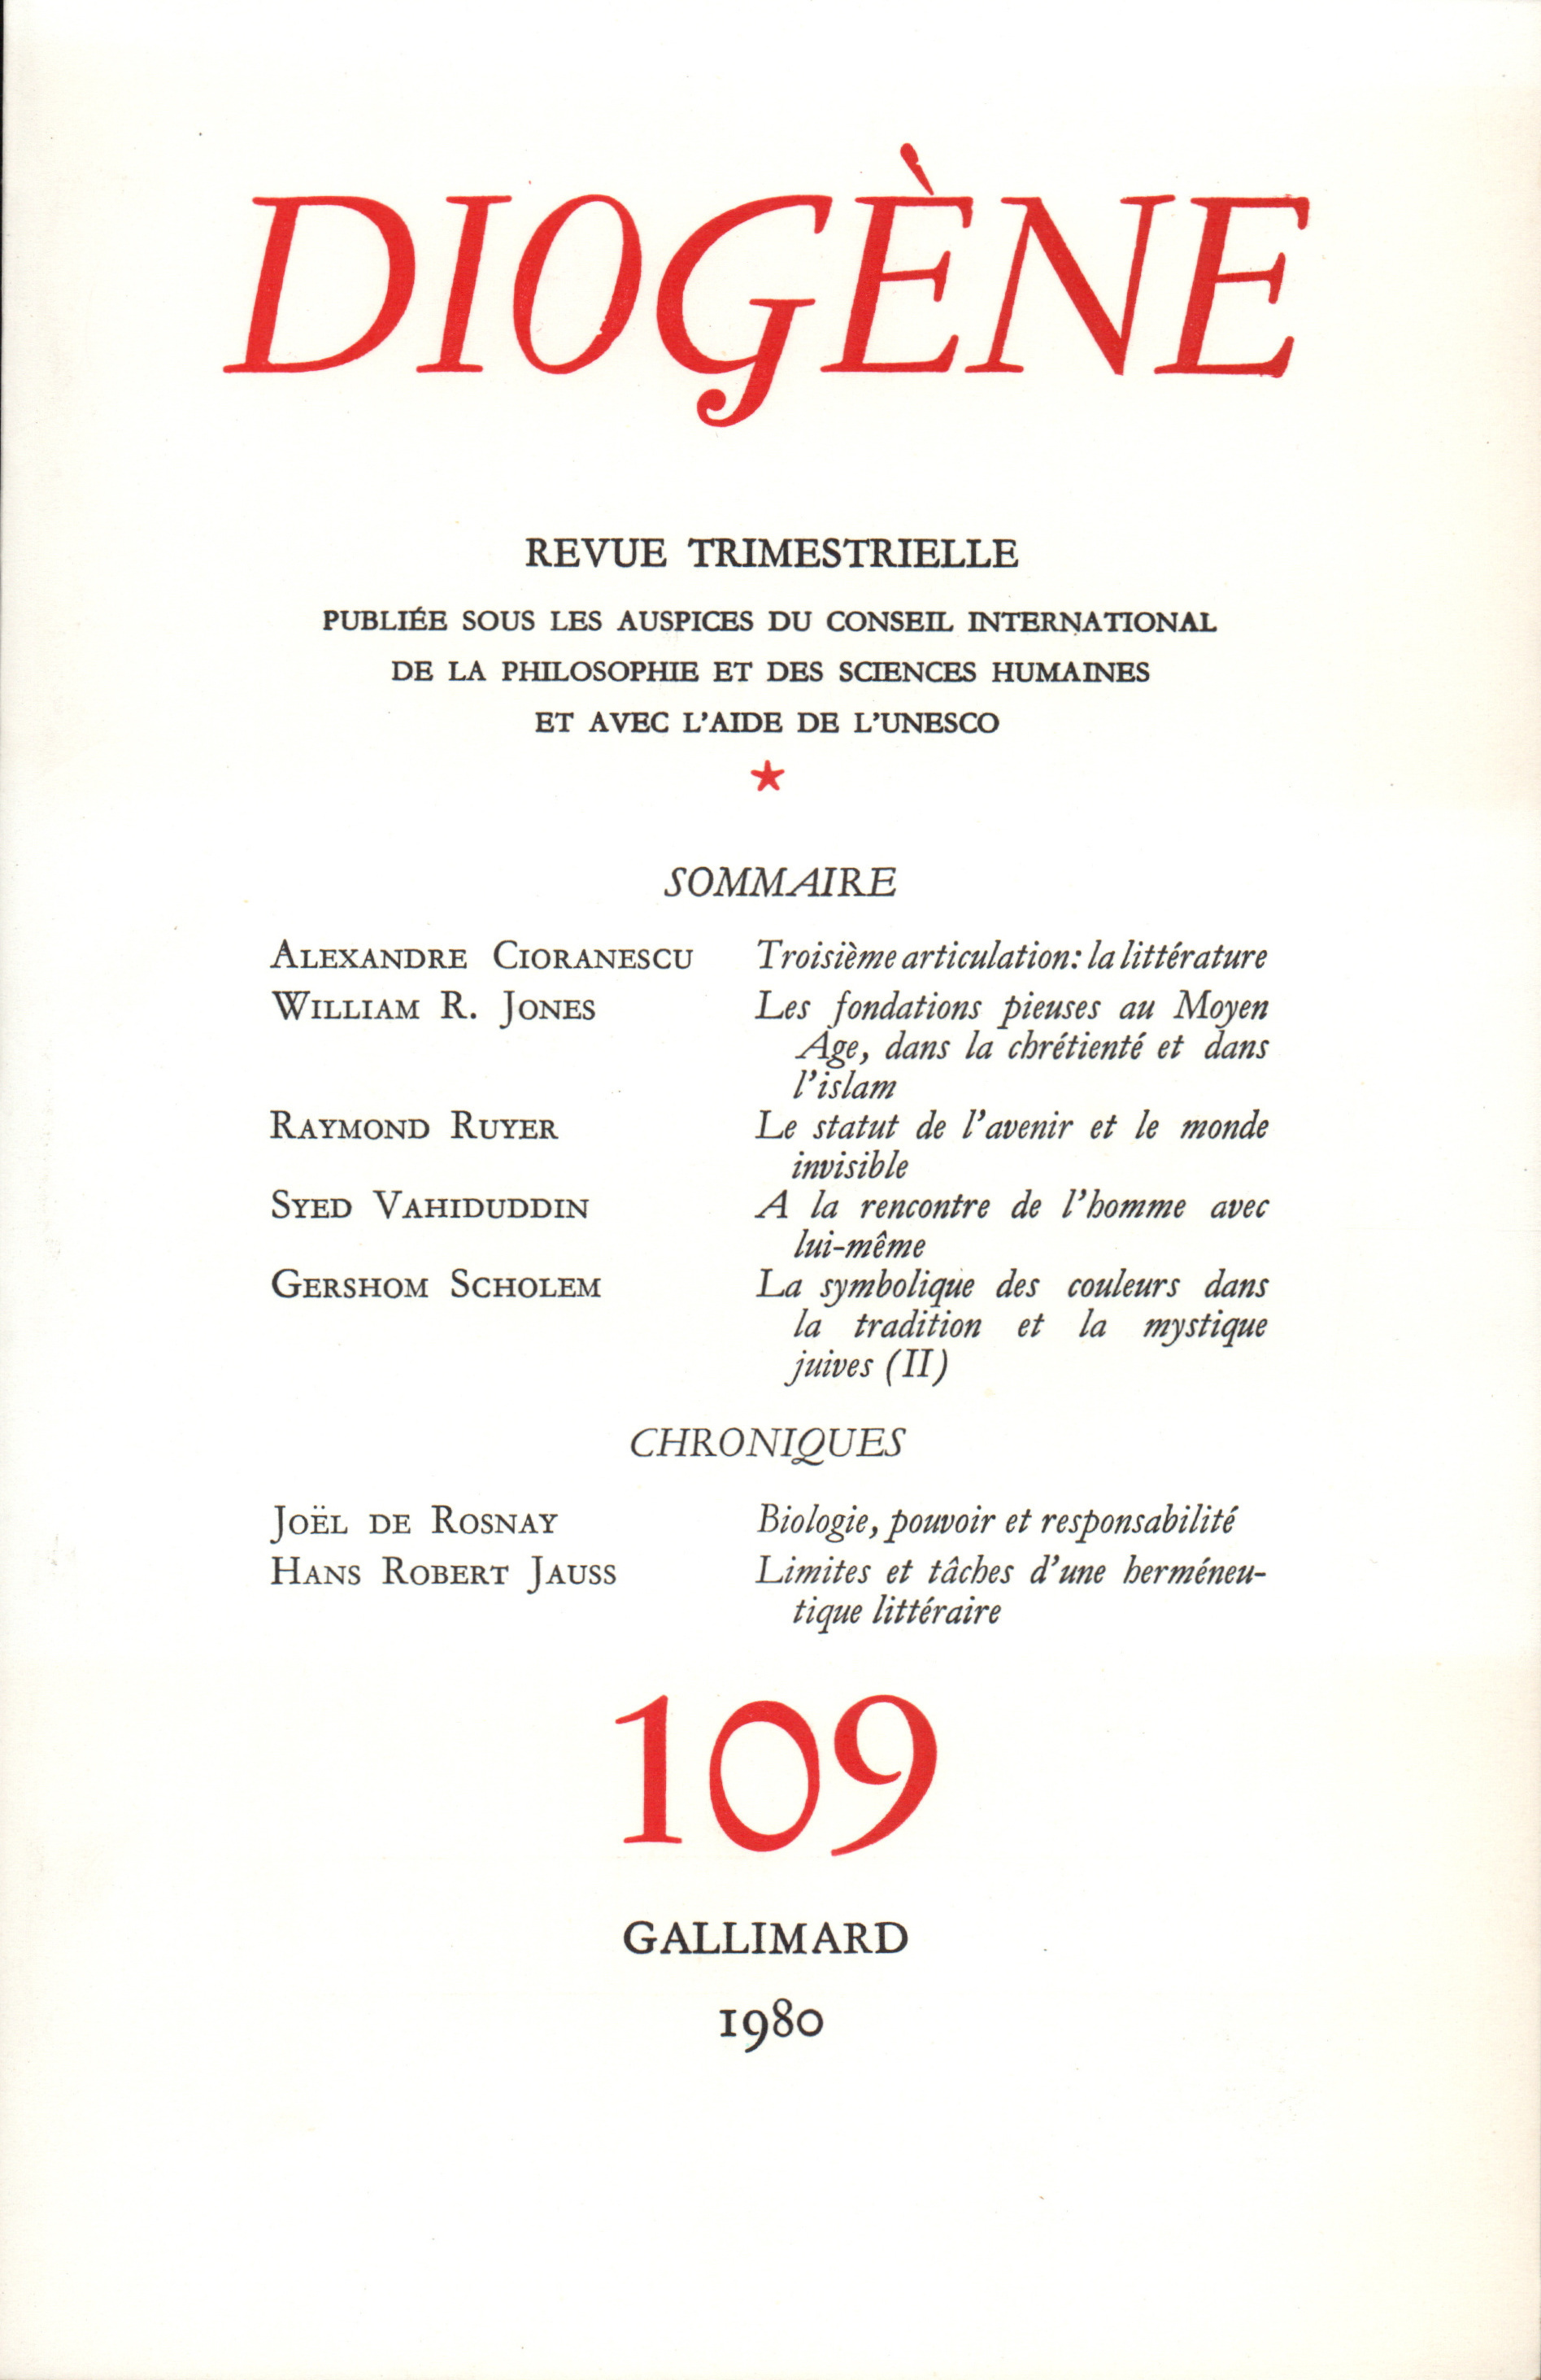 DIOGÈNE
REVUE TRIMESTRIELLE
PUBLIÉE SOUS LES AUSPICES DU CONSEIL INTERNATIONAL
DE LA PHILOSOPHIE ET DES SCIENCES HUMAINES
ET AVEC L'AIDE DE L'UNESCO
★
SOMMAIRE
ALEXANDRE CIORANESCU Troisième articulation: la littérature
WILLIAM R. JONES Les fondations pieuses au Moyen
Age, dans la chrétienté et dans
l'islam
RAYMOND RUYER Le statut de l'avenir et le monde
invisible
SYED VAHIDUDDIN A la rencontre de l'homme avec
lui-même
GERSHOM SCHOLEM La symbolique des couleurs dans
la tradition et la mystique
juives (II)
CHRONIQUES
JOËL DE ROSNAY Biologie, pouvoir et responsabilité
HANS ROBERT JAUSS Limites et tâches d'une herméneu-
tique littéraire
109
GALLIMARD
1980